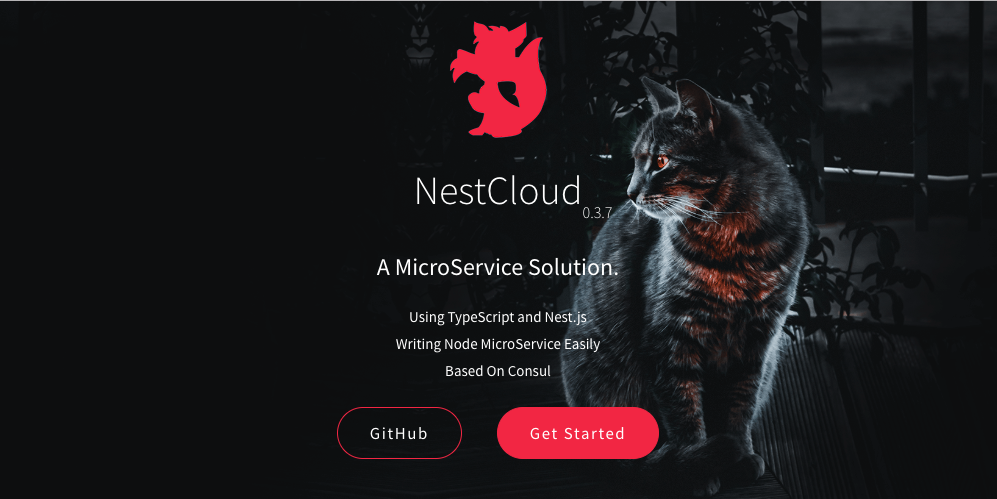 NestCloud
0.3.7
A MicroService Solution.
Using TypeScript and Nest.js
Writing Node MicroService Easily
Based On Consul
GitHub
Get Started